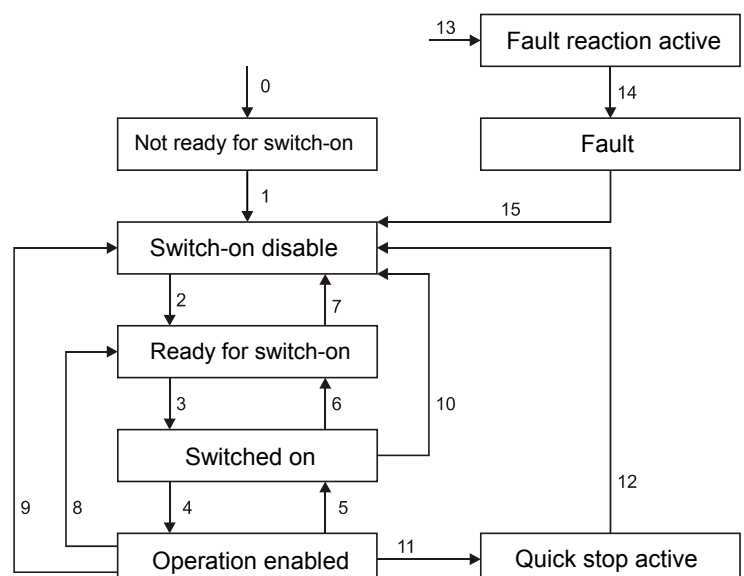 13
Fault reaction active
0
14
Not ready for switch-on
Fault
1
15
Switch-on disable
2
7
Ready for switch-on
3
6
10
Switched on
9
8
4
5
12
Operation enabled
11
Quick stop active